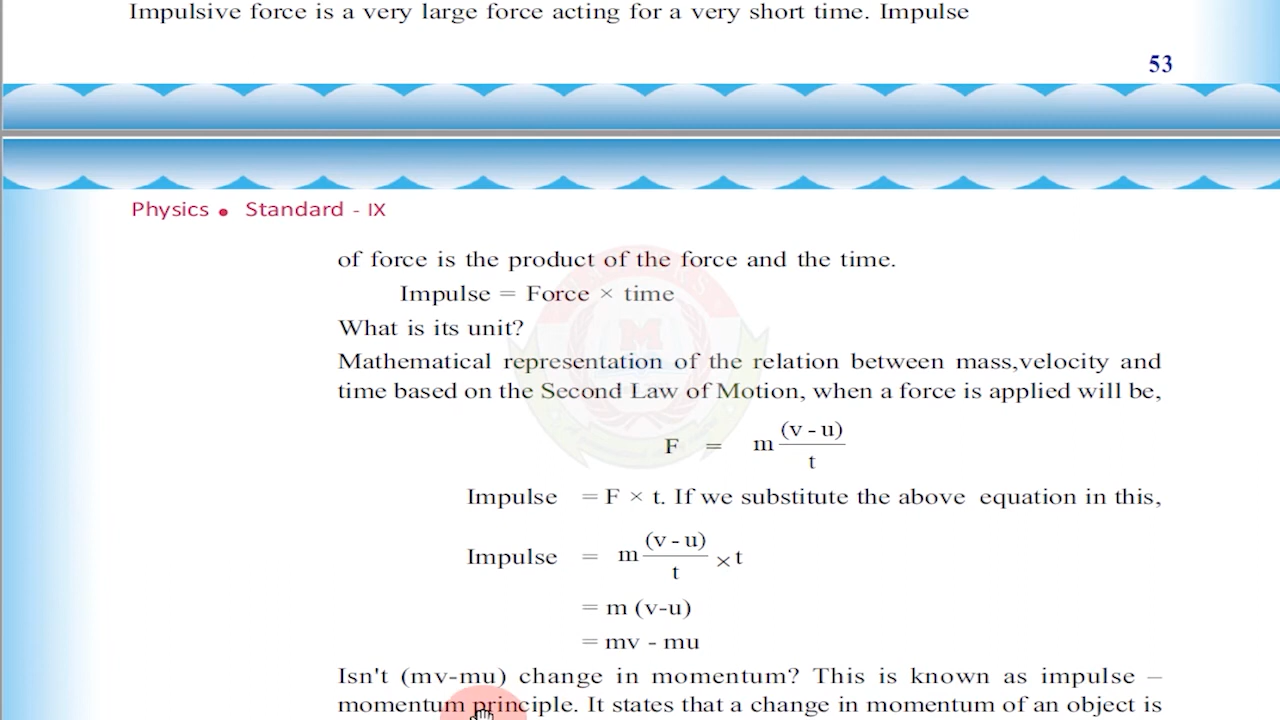 Impulsive force is a very large force acting for a very short time. Impulse
53
Physics • Standard - IX
of force is the product of the force and the time.
Impulse = Force × time
What is its unit?
Mathematical representation of the relation between mass,velocity and
time based on the Second Law of Motion, when a force is applied will be,
F = m (v - u) / t
Impulse = F × t. If we substitute the above equation in this,
Impulse = m (v - u) / t × t
= m (v-u)
= mv - mu
Isn't (mv-mu) change in momentum? This is known as impulse –
momentum principle. It states that a change in momentum of an object is